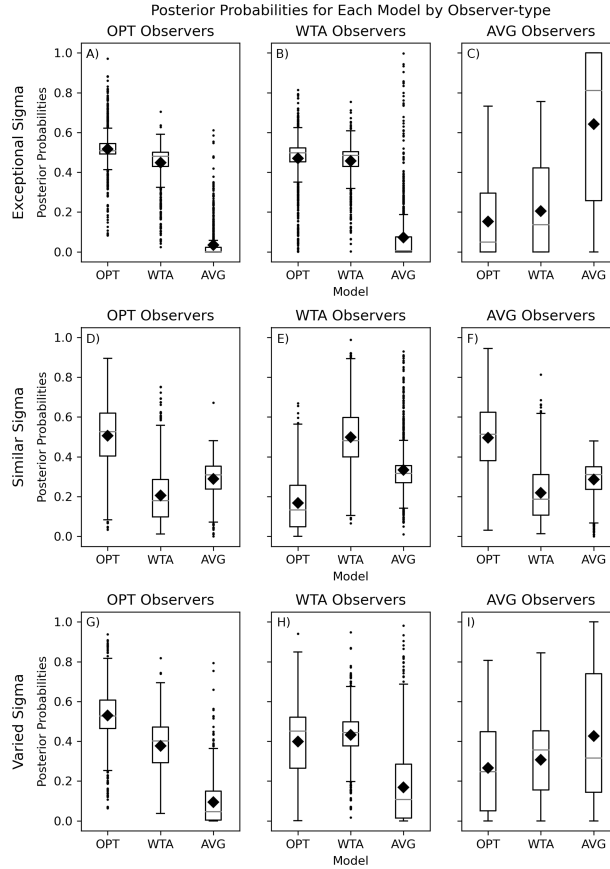 Posterior Probabilities for Each Model by Observer-type
OPT Observers WTA Observers AVG Observers
Exceptional Sigma
Posterior Probabilities
A) B) C)
1.0
0.8
0.6
0.4
0.2
0.0
OPT WTA AVG OPT WTA AVG OPT WTA AVG
Model
OPT Observers WTA Observers AVG Observers
Similar Sigma
Posterior Probabilities
D) E) F)
1.0
0.8
0.6
0.4
0.2
0.0
OPT WTA AVG OPT WTA AVG OPT WTA AVG
Model
OPT Observers WTA Observers AVG Observers
Varied Sigma
Posterior Probabilities
G) H) I)
1.0
0.8
0.6
0.4
0.2
0.0
OPT WTA AVG OPT WTA AVG OPT WTA AVG
Model